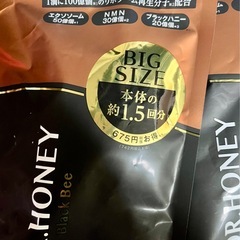 1個に100億個のリポソーム再生分子*配合
エクソソーム
50億個
NMN
30億個
ブラックハニー
20億個
BIG
SIZE
本体の
約1.5回分
675円お得
R.HONEY
Black Bee
R.HONEY